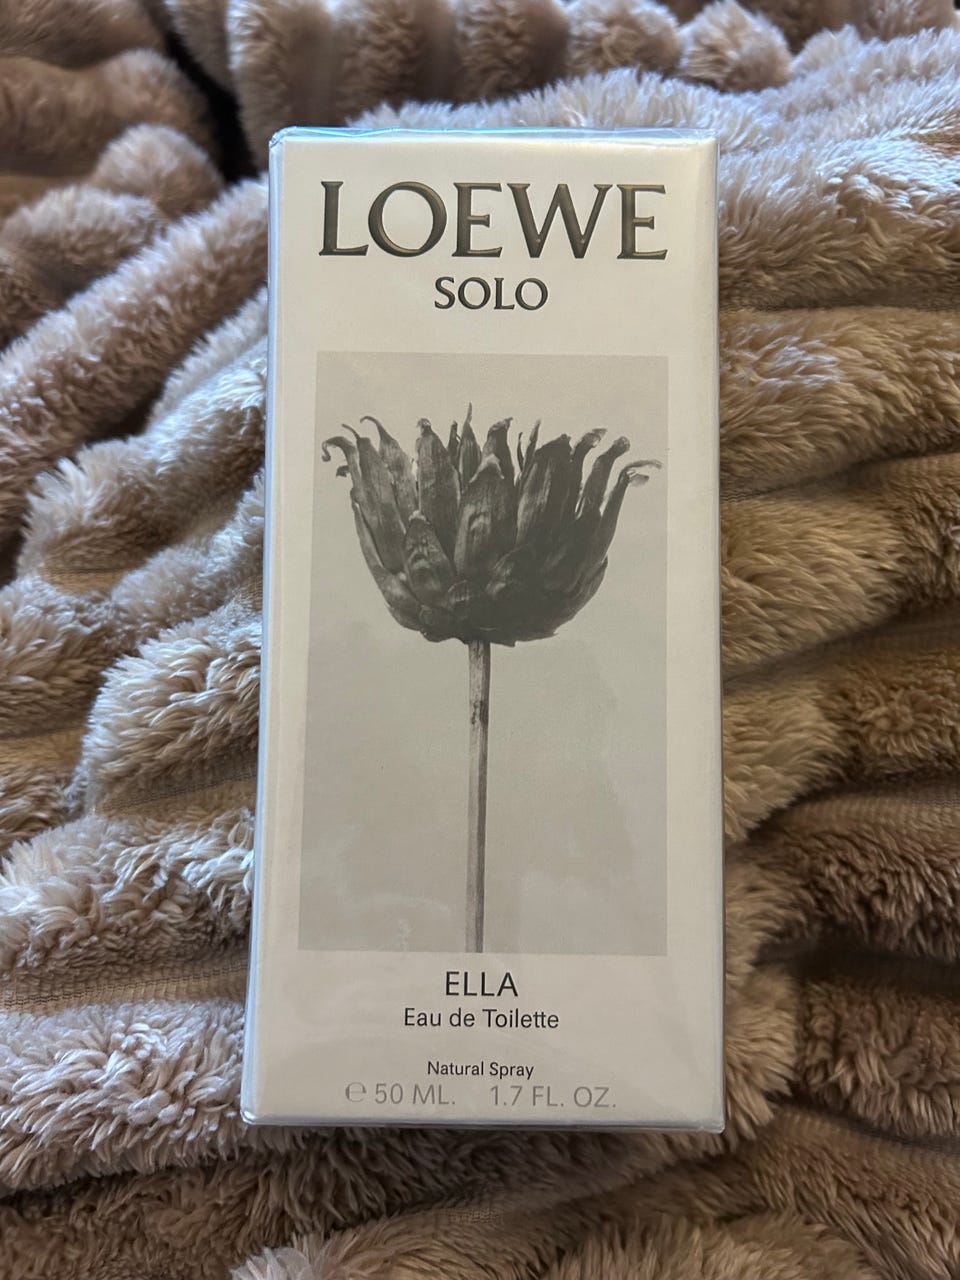 LOEWE
SOLO
ELLA
Eau de Toilette
Natural Spray
℮ 50 ML. 1.7 FL. OZ.